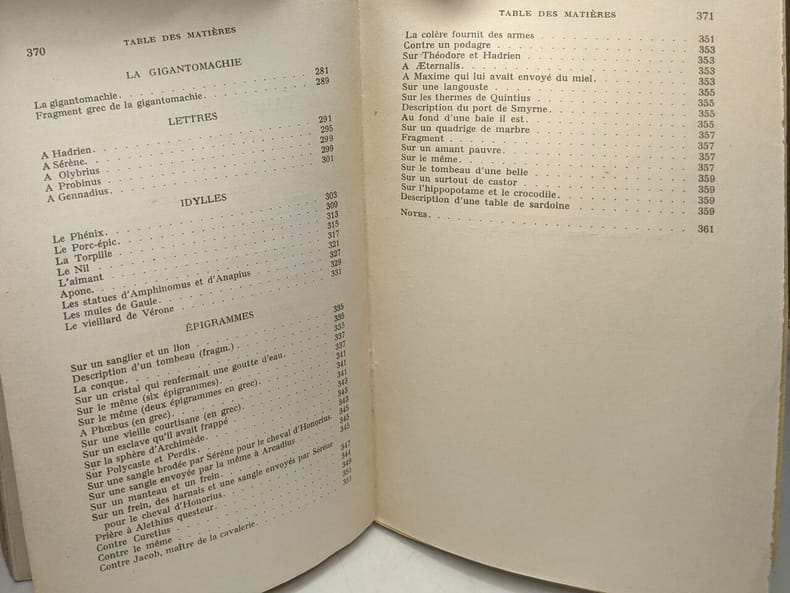 370
TABLE DES MATIÈRES
LA GIGANTOMACHIE
La gigantomachie. 281
Fragment grec de la gigantomachie. 289
LETTRES
A Hadrien 291
A Sérène. 295
A Olybrius 299
A Probinus 299
A Gennadius 301
IDYLLES
Le Phénix. 303
Le Porc-épic. 309
La Torpille 313
Le Nil 315
L'aimant 317
Apone. 321
Les statues d'Amphinomus et d'Anapius 327
Les mules de Gaule. 329
Le vieillard de Vérone 331
ÉPIGRAMMES
Sur un sanglier et un lion 335
Description d'un tombeau (fragm.) 335
La conque. 335
Sur un cristal qui renfermait une goutte d'eau. 337
Sur le même (six épigrammes). 337
Sur le même (deux épigrammes en grec) 341
A Phœbus (en grec) 341
Sur une vieille courtisane (en grec) 341
Sur un esclave qu'il avait frappé 343
Sur la sphère d'Archimède. 343
Sur Polycaste et Perdix. 343
Sur une sangle brodée par Sérène pour le cheval d'Honorius. 345
Sur une sangle envoyée par la même à Arcadius 345
Sur un manteau et un frein. 345
Sur un frein, des harnais et une sangle envoyés par Sérène
pour le cheval d'Honorius. 347
Prière à Alethius questeur. 344
Contre Curetius 349
Contre le même 351
Contre Jacob, maître de la cavalerie. 351
TABLE DES MATIÈRES
371
La colère fournit des armes 351
Contre un podagre 353
Sur Théodore et Hadrien 353
A Æternalis. 353
A Maxime qui lui avait envoyé du miel. 353
Sur une langouste 355
Sur les thermes de Quintius 355
Description du port de Smyrne. 355
Au fond d'une baie il est. 355
Sur un quadrige de marbre 357
Fragment 357
Sur un amant pauvre. 357
Sur le même. 357
Sur le tombeau d'une belle 359
Sur un surtout de castor 359
Sur l'hippopotame et le crocodile. 359
Description d'une table de sardoine 359
NOTES. 361